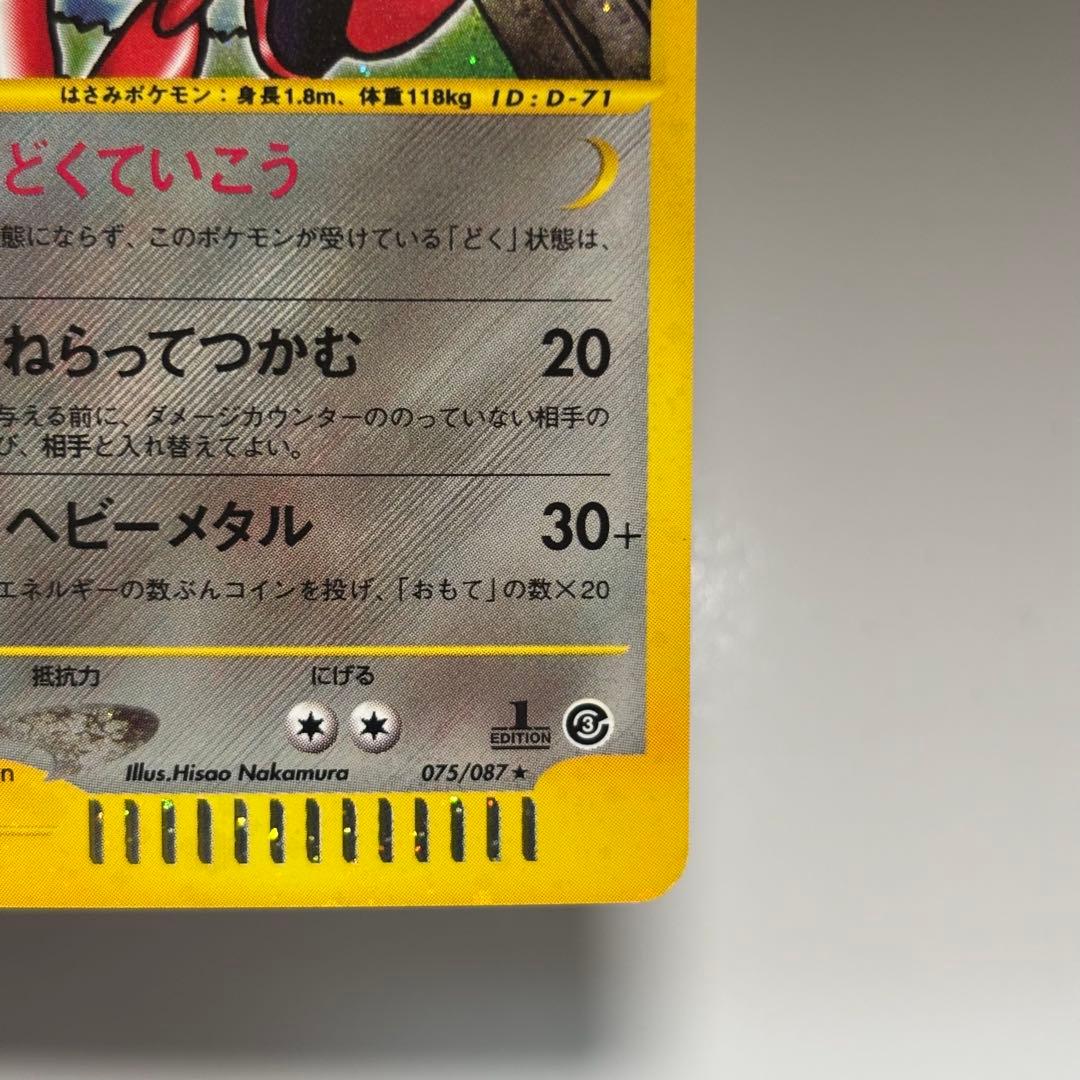 はさみポケモン：身長1.8m、体重118kg ID:D-71
どくていこう
態にならず、このポケモンが受けている「どく」状態は、
ねらってつかむ 20
与える前に、ダメージカウンターののっていない相手の
び、相手と入れ替えてよい。
ヘビーメタル 30+
エネルギーの数ぶんコインを投げ、「おもて」の数×20
抵抗力 にげる
1
EDITION
3
n Illus.Hisao Nakamura 075/087★